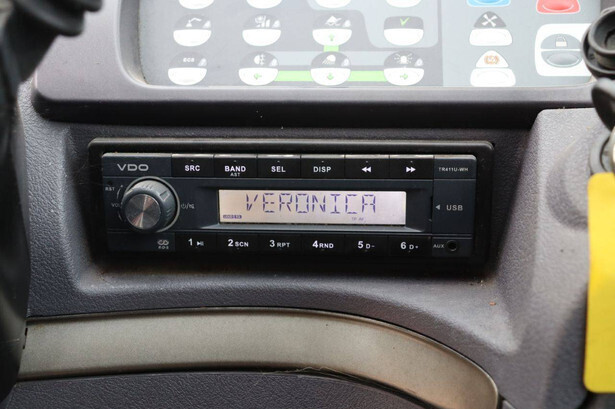 VDO
SRC BAND SEL DISP ◀◀ ▶▶ TR411U-WH
AST
VERONICA
◀ USB
1 ▶II 2 SCN 3 RPT 4 RND 5 D- 6 D+ AUX